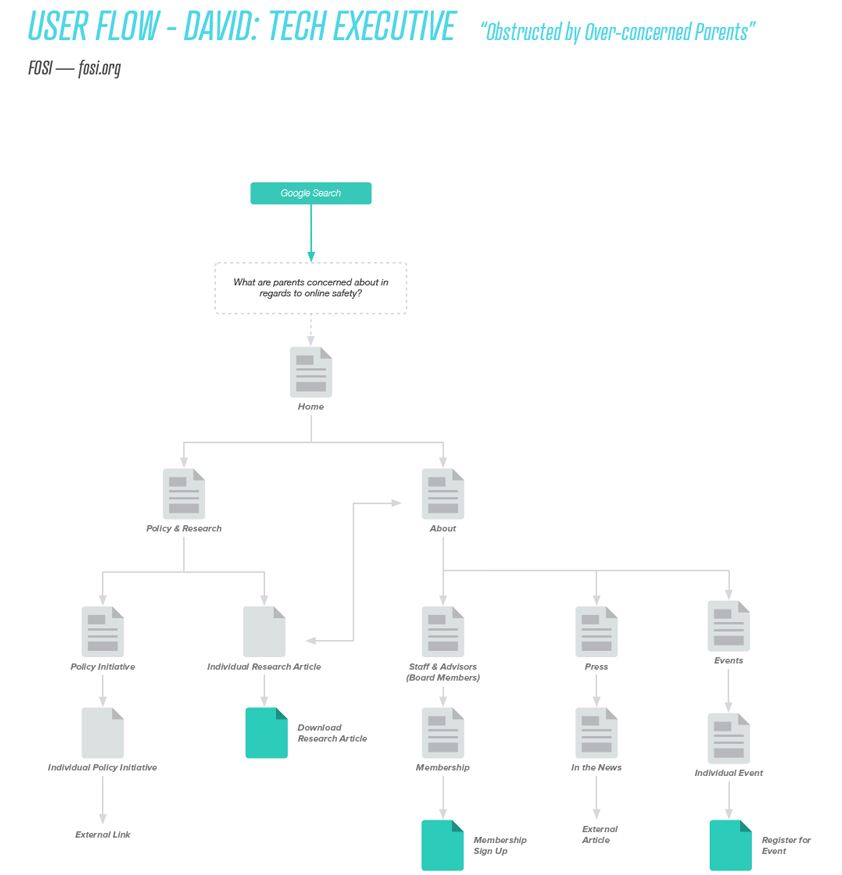 USER FLOW - DAVID: TECH EXECUTIVE “Obstructed by Over-concerned Parents”
FOSI — fosi.org
Google Search
What are parents concerned about in
regards to online safety?
Home
Policy & Research
About
Policy Initiative
Individual Research Article
Staff & Advisors
(Board Members)
Press
Events
Download
Research Article
Individual Policy Initiative
Membership
In the News
Individual Event
External Link
Membership
Sign Up
External
Article
Register for
Event